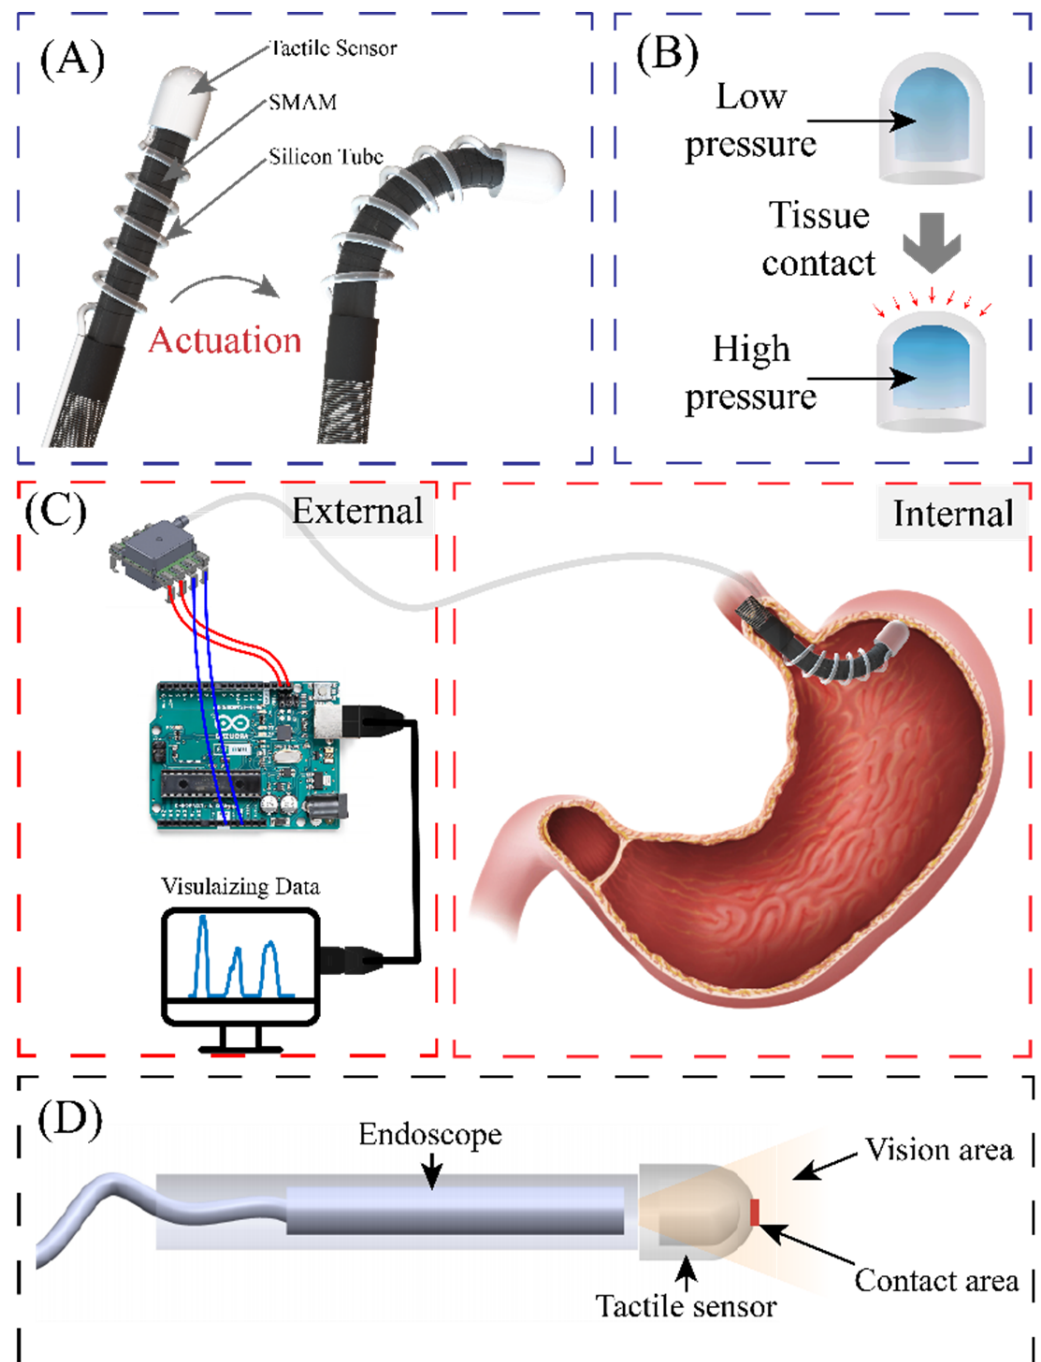 (A)
Tactile Sensor
SMAM
Silicon Tube
Actuation
(B)
Low
pressure
Tissue
contact
High
pressure
(C)
External
Internal
Visulaizing Data
(D)
Endoscope
Vision area
Contact area
Tactile sensor